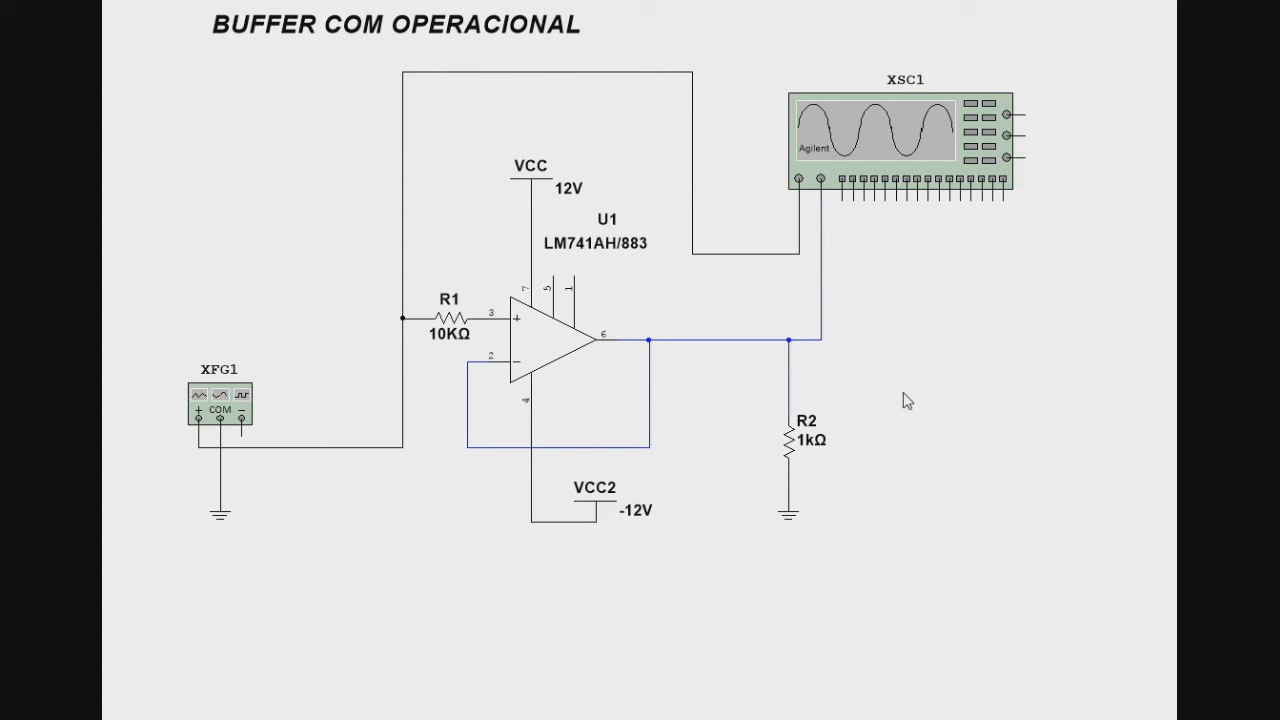 BUFFER COM OPERACIONAL
XSC1
Agilent
VCC
12V
U1
LM741AH/883
7
5
1
R1
10KΩ
3
+
6
2
−
4
XFG1
+ COM −
R2
1kΩ
VCC2
-12V